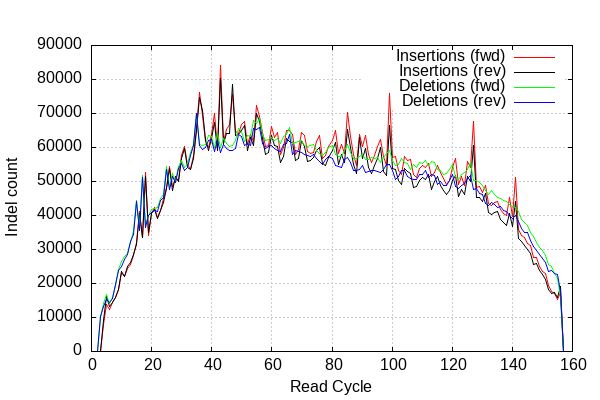 90000
80000
70000
60000
50000
40000
30000
20000
10000
0
Indel count
Insertions (fwd)
Insertions (rev)
Deletions (fwd)
Deletions (rev)
0 20 40 60 80 100 120 140 160
Read Cycle